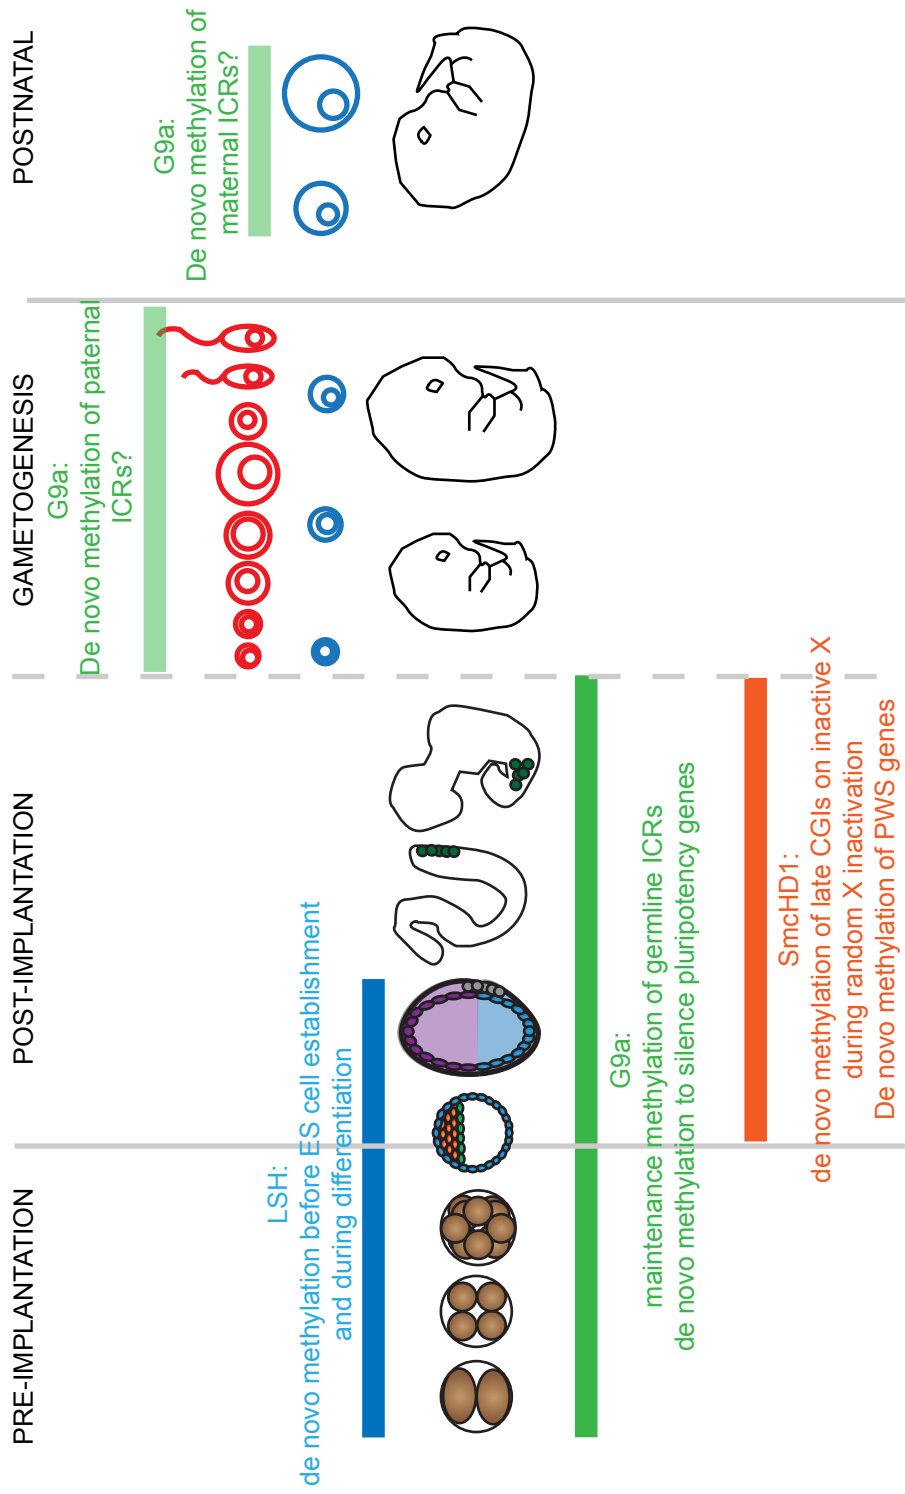 PRE-IMPLANTATION
POST-IMPLANTATION
GAMETOGENESIS
POSTNATAL
G9a:
De novo methylation of paternal
ICRs?
G9a:
De novo methylation of
maternal ICRs?
LSH:
de novo methylation before ES cell establishment
and during differentiation
G9a:
maintenance methylation of germline ICRs
de novo methylation to silence pluripotency genes
SmcHD1:
de novo methylation of late CGIs on inactive X
during random X inactivation
De novo methylation of PWS genes